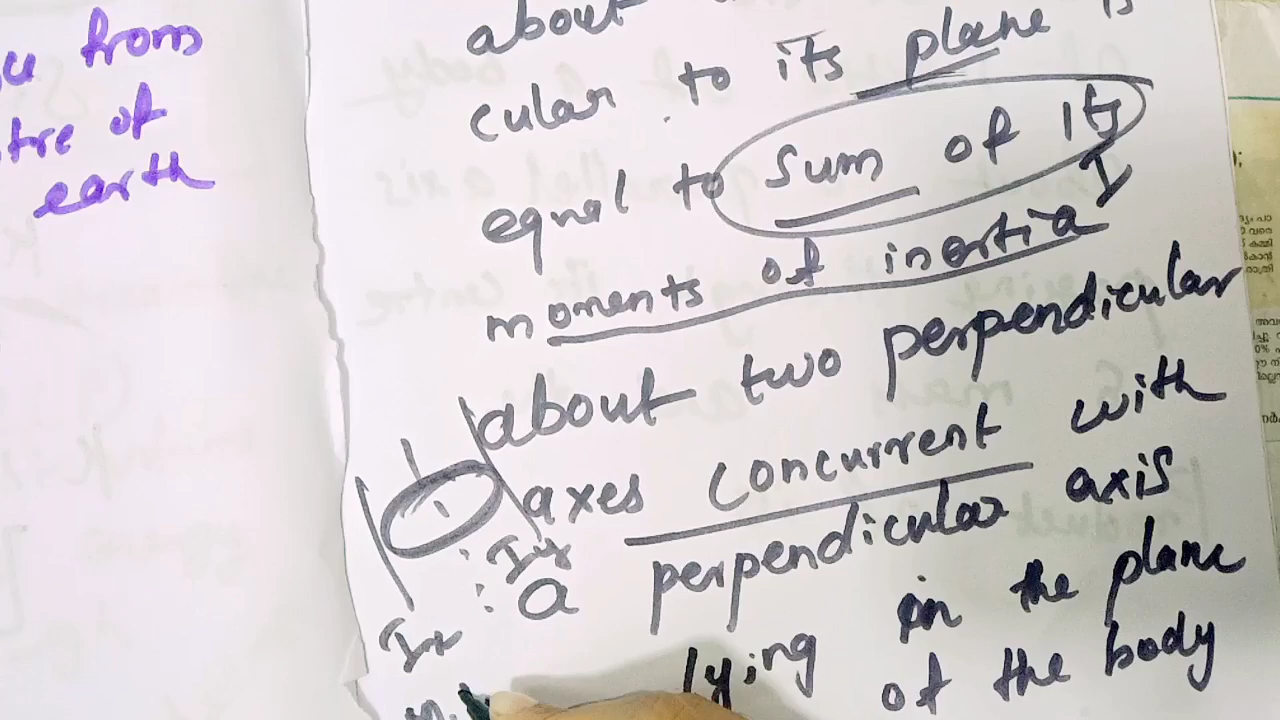 from
of
earth
about
cular to its plane is
equal to sum of its
I
moments of inertia
about two perpendicular
axes concurrent with
a perpendicular axis
lying in the plane
of the body